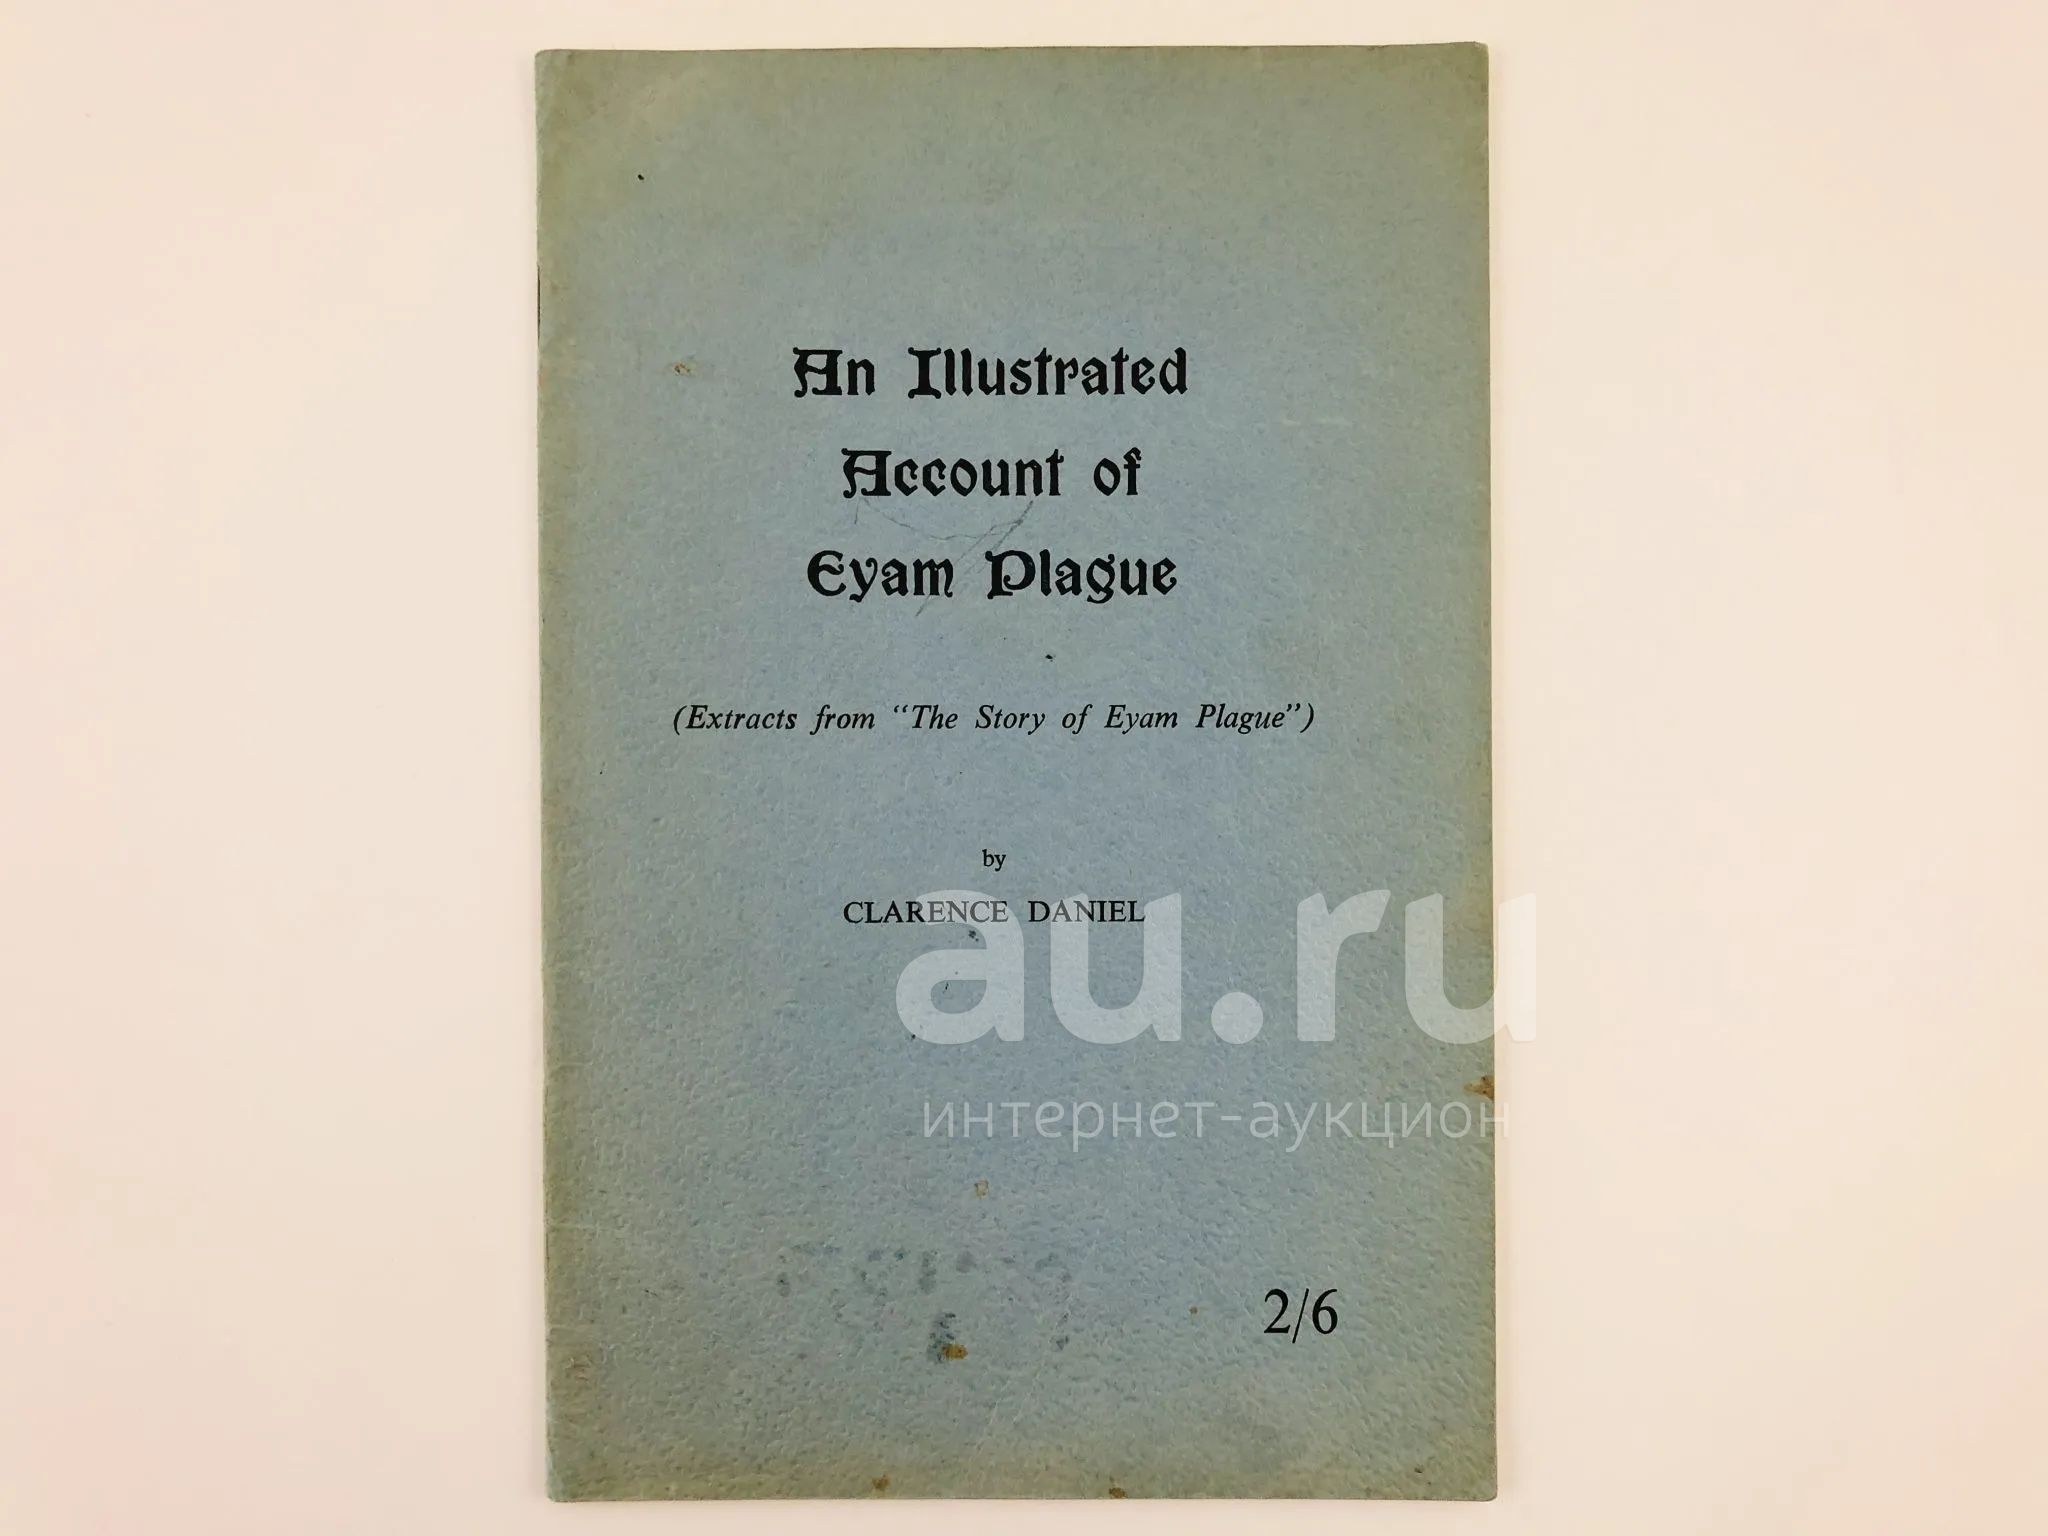 An Illustrated
Account of
Eyam Plague
(Extracts from “The Story of Eyam Plague”)
by
CLARENCE DANIEL
au.ru
интернет-аукцион
2/6